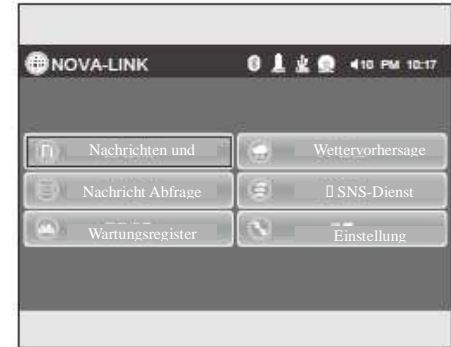 NOVA-LINK 10 PM 10:17
Nachrichten und Wettervorhersage
Nachricht Abfrage SNS-Dienst
Wartungsregister Einstellung